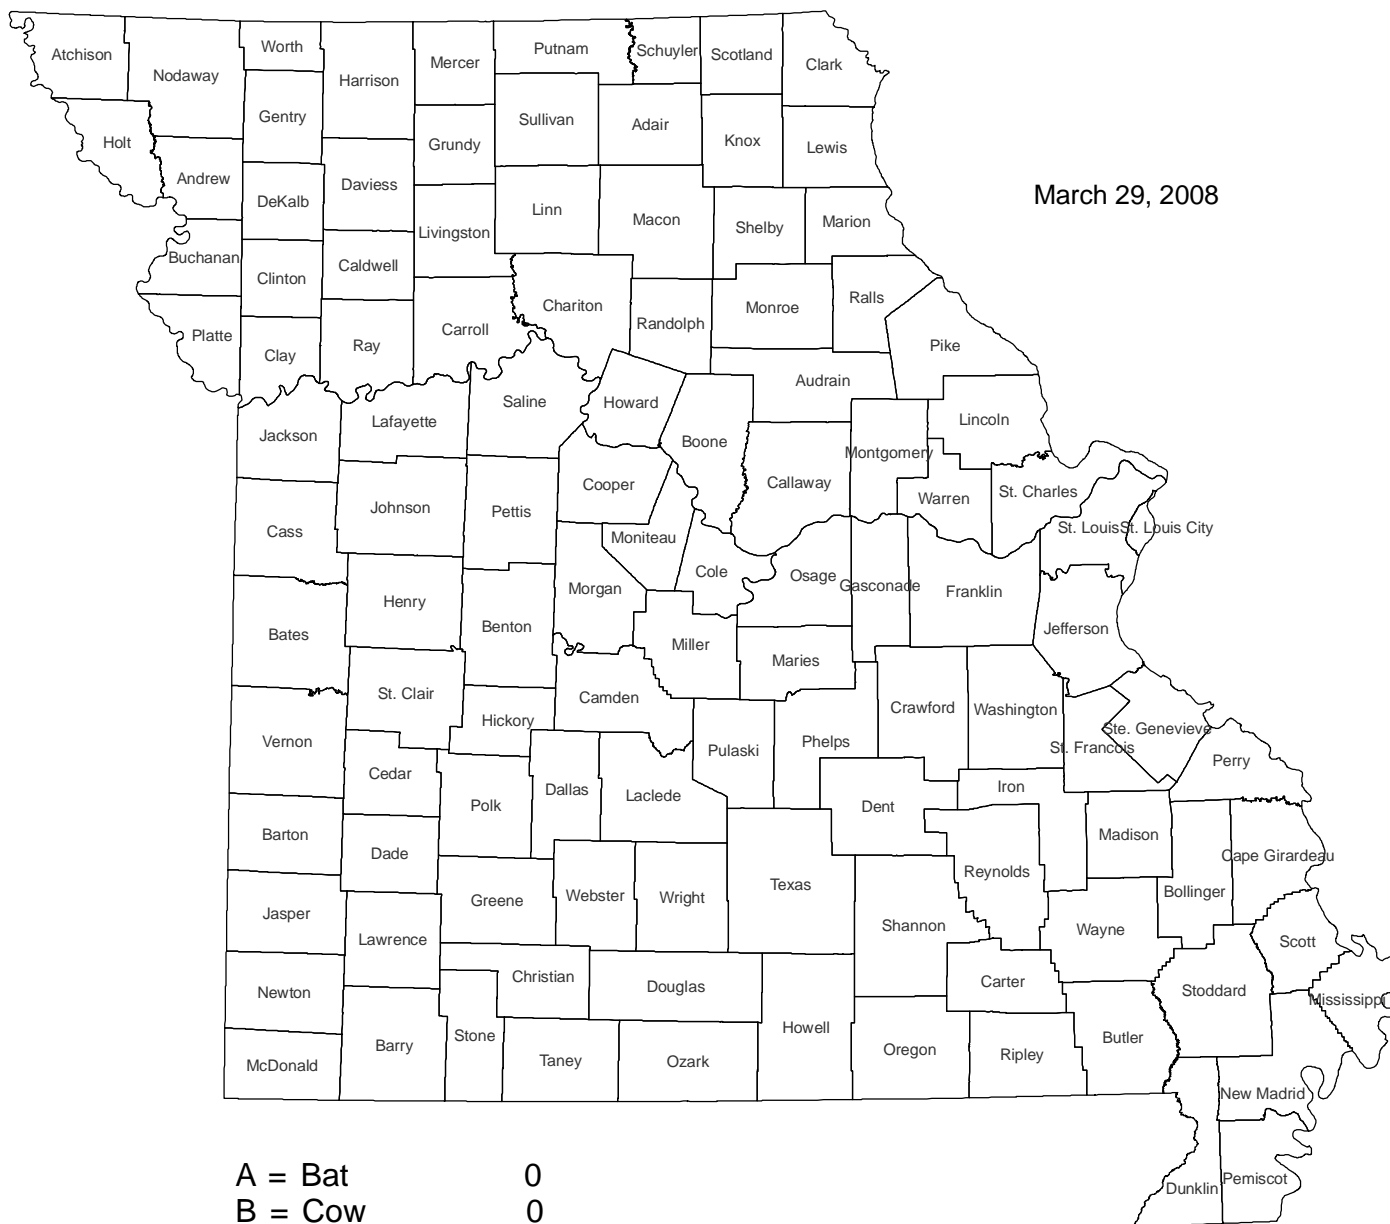 Worth
Putnam
Schuyler
Scotland
Atchison
Mercer
Clark
Nodaway
Harrison
Gentry
Sullivan
Adair
Holt
Grundy
Knox
Lewis
Andrew
Daviess
DeKalb
March 29, 2008
Linn
Macon
Shelby
Marion
Livingston
Buchanan
Clinton
Caldwell
Chariton
Monroe
Ralls
Randolph
Platte
Clay
Ray
Carroll
Pike
Audrain
Saline
Howard
Lafayette
Lincoln
Jackson
Boone
Montgomery
Cooper
Callaway
Johnson
Pettis
Warren
St. Charles
Cass
Moniteau
St. Louis
St. Louis City
Cole
Osage
Gasconade
Franklin
Henry
Morgan
Benton
Jefferson
Bates
Miller
Maries
St. Clair
Camden
Crawford
Washington
Hickory
Ste. Genevieve
Vernon
Pulaski
Phelps
St. Francois
Perry
Cedar
Dallas
Laclede
Iron
Polk
Dent
Barton
Madison
Dade
Cape Girardeau
Texas
Reynolds
Greene
Webster
Wright
Bollinger
Jasper
Lawrence
Shannon
Wayne
Scott
Christian
Douglas
Carter
Newton
Stoddard
Mississippi
Howell
Stone
Barry
Oregon
Ripley
Butler
McDonald
Taney
Ozark
New Madrid
A = Bat 0
Dunklin
Pemiscot
B = Cow 0